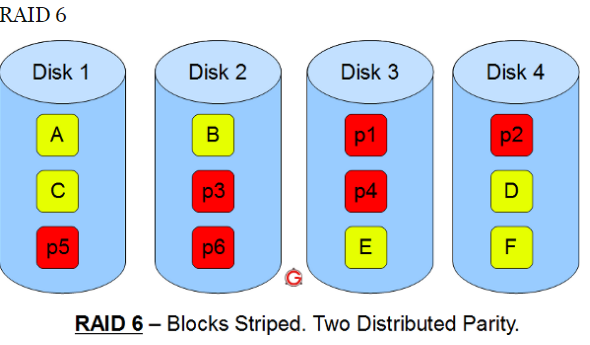 RAID 6
Disk 1 Disk 2 Disk 3 Disk 4
A B p1 p2
C p3 p4 D
p5 p6 E F
G
RAID 6 – Blocks Striped. Two Distributed Parity.